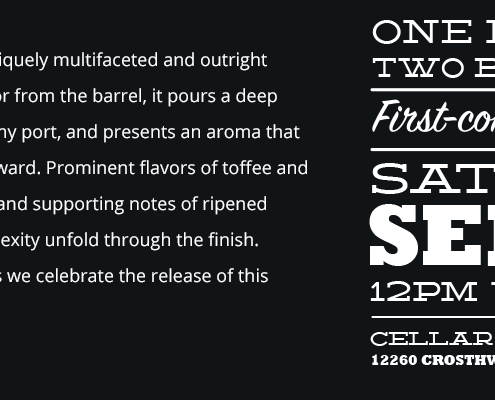 iquely multifaceted and outright
or from the barrel, it pours a deep
ny port, and presents an aroma that
ward. Prominent flavors of toffee and
and supporting notes of ripened
exity unfold through the finish.
s we celebrate the release of this
ONE
TWO B
First-co
SAT
SE
12PM
CELLAR
12260 CROSTHW